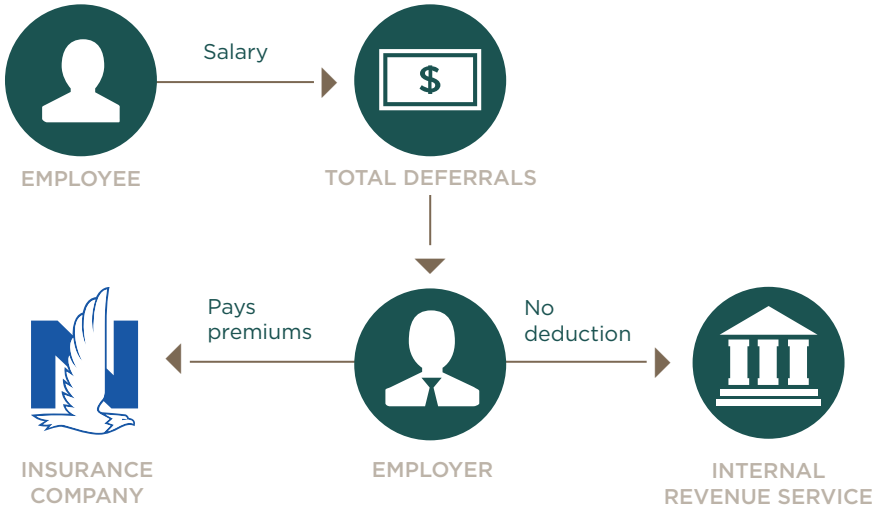 Salary
$
EMPLOYEE
TOTAL DEFERRALS
Pays
premiums
No
deduction
N
INSURANCE
COMPANY
EMPLOYER
INTERNAL
REVENUE SERVICE